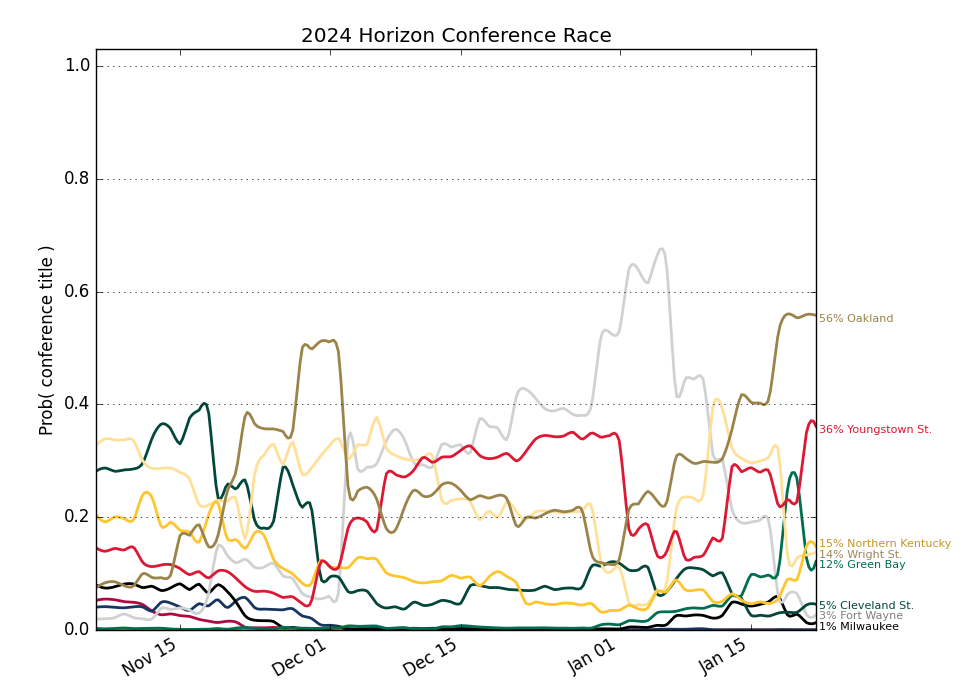 2024 Horizon Conference Race
Prob( conference title )
1.0
0.8
0.6
0.4
0.2
0.0
Nov 15
Dec 01
Dec 15
Jan 01
Jan 15
56% Oakland
36% Youngstown St.
15% Northern Kentucky
14% Wright St.
12% Green Bay
5% Cleveland St.
3% Fort Wayne
1% Milwaukee